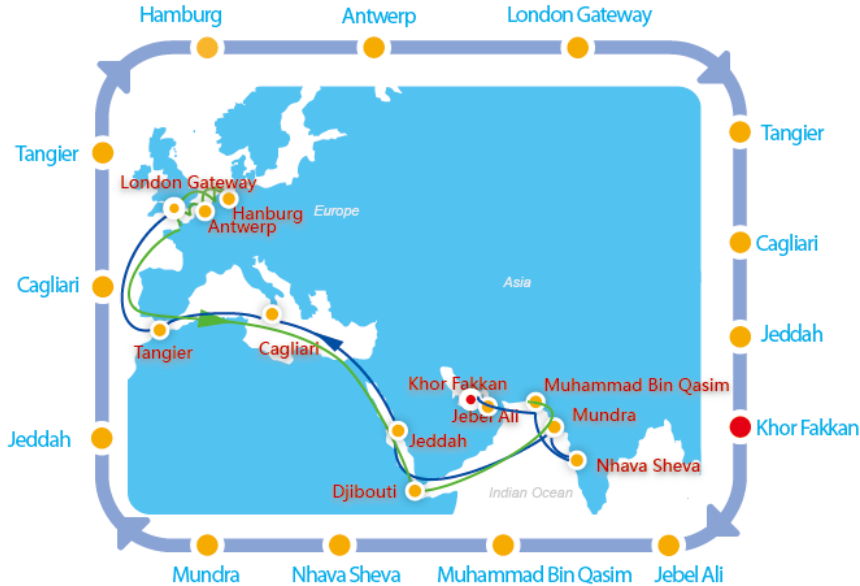 Hamburg
Antwerp
London Gateway
Tangier
Tangier
London Gateway
Hanburg
Antwerp
Europe
Cagliari
Asia
Cagliari
Jeddah
Tangier
Cagliari
Khor Fakkan
Muhammad Bin Qasim
Jebel Ali
Mundra
Khor Fakkan
Jeddah
Jeddah
Nhava Sheva
Djibouti
Indian Ocean
Mundra
Nhava Sheva
Muhammad Bin Qasim
Jebel Ali